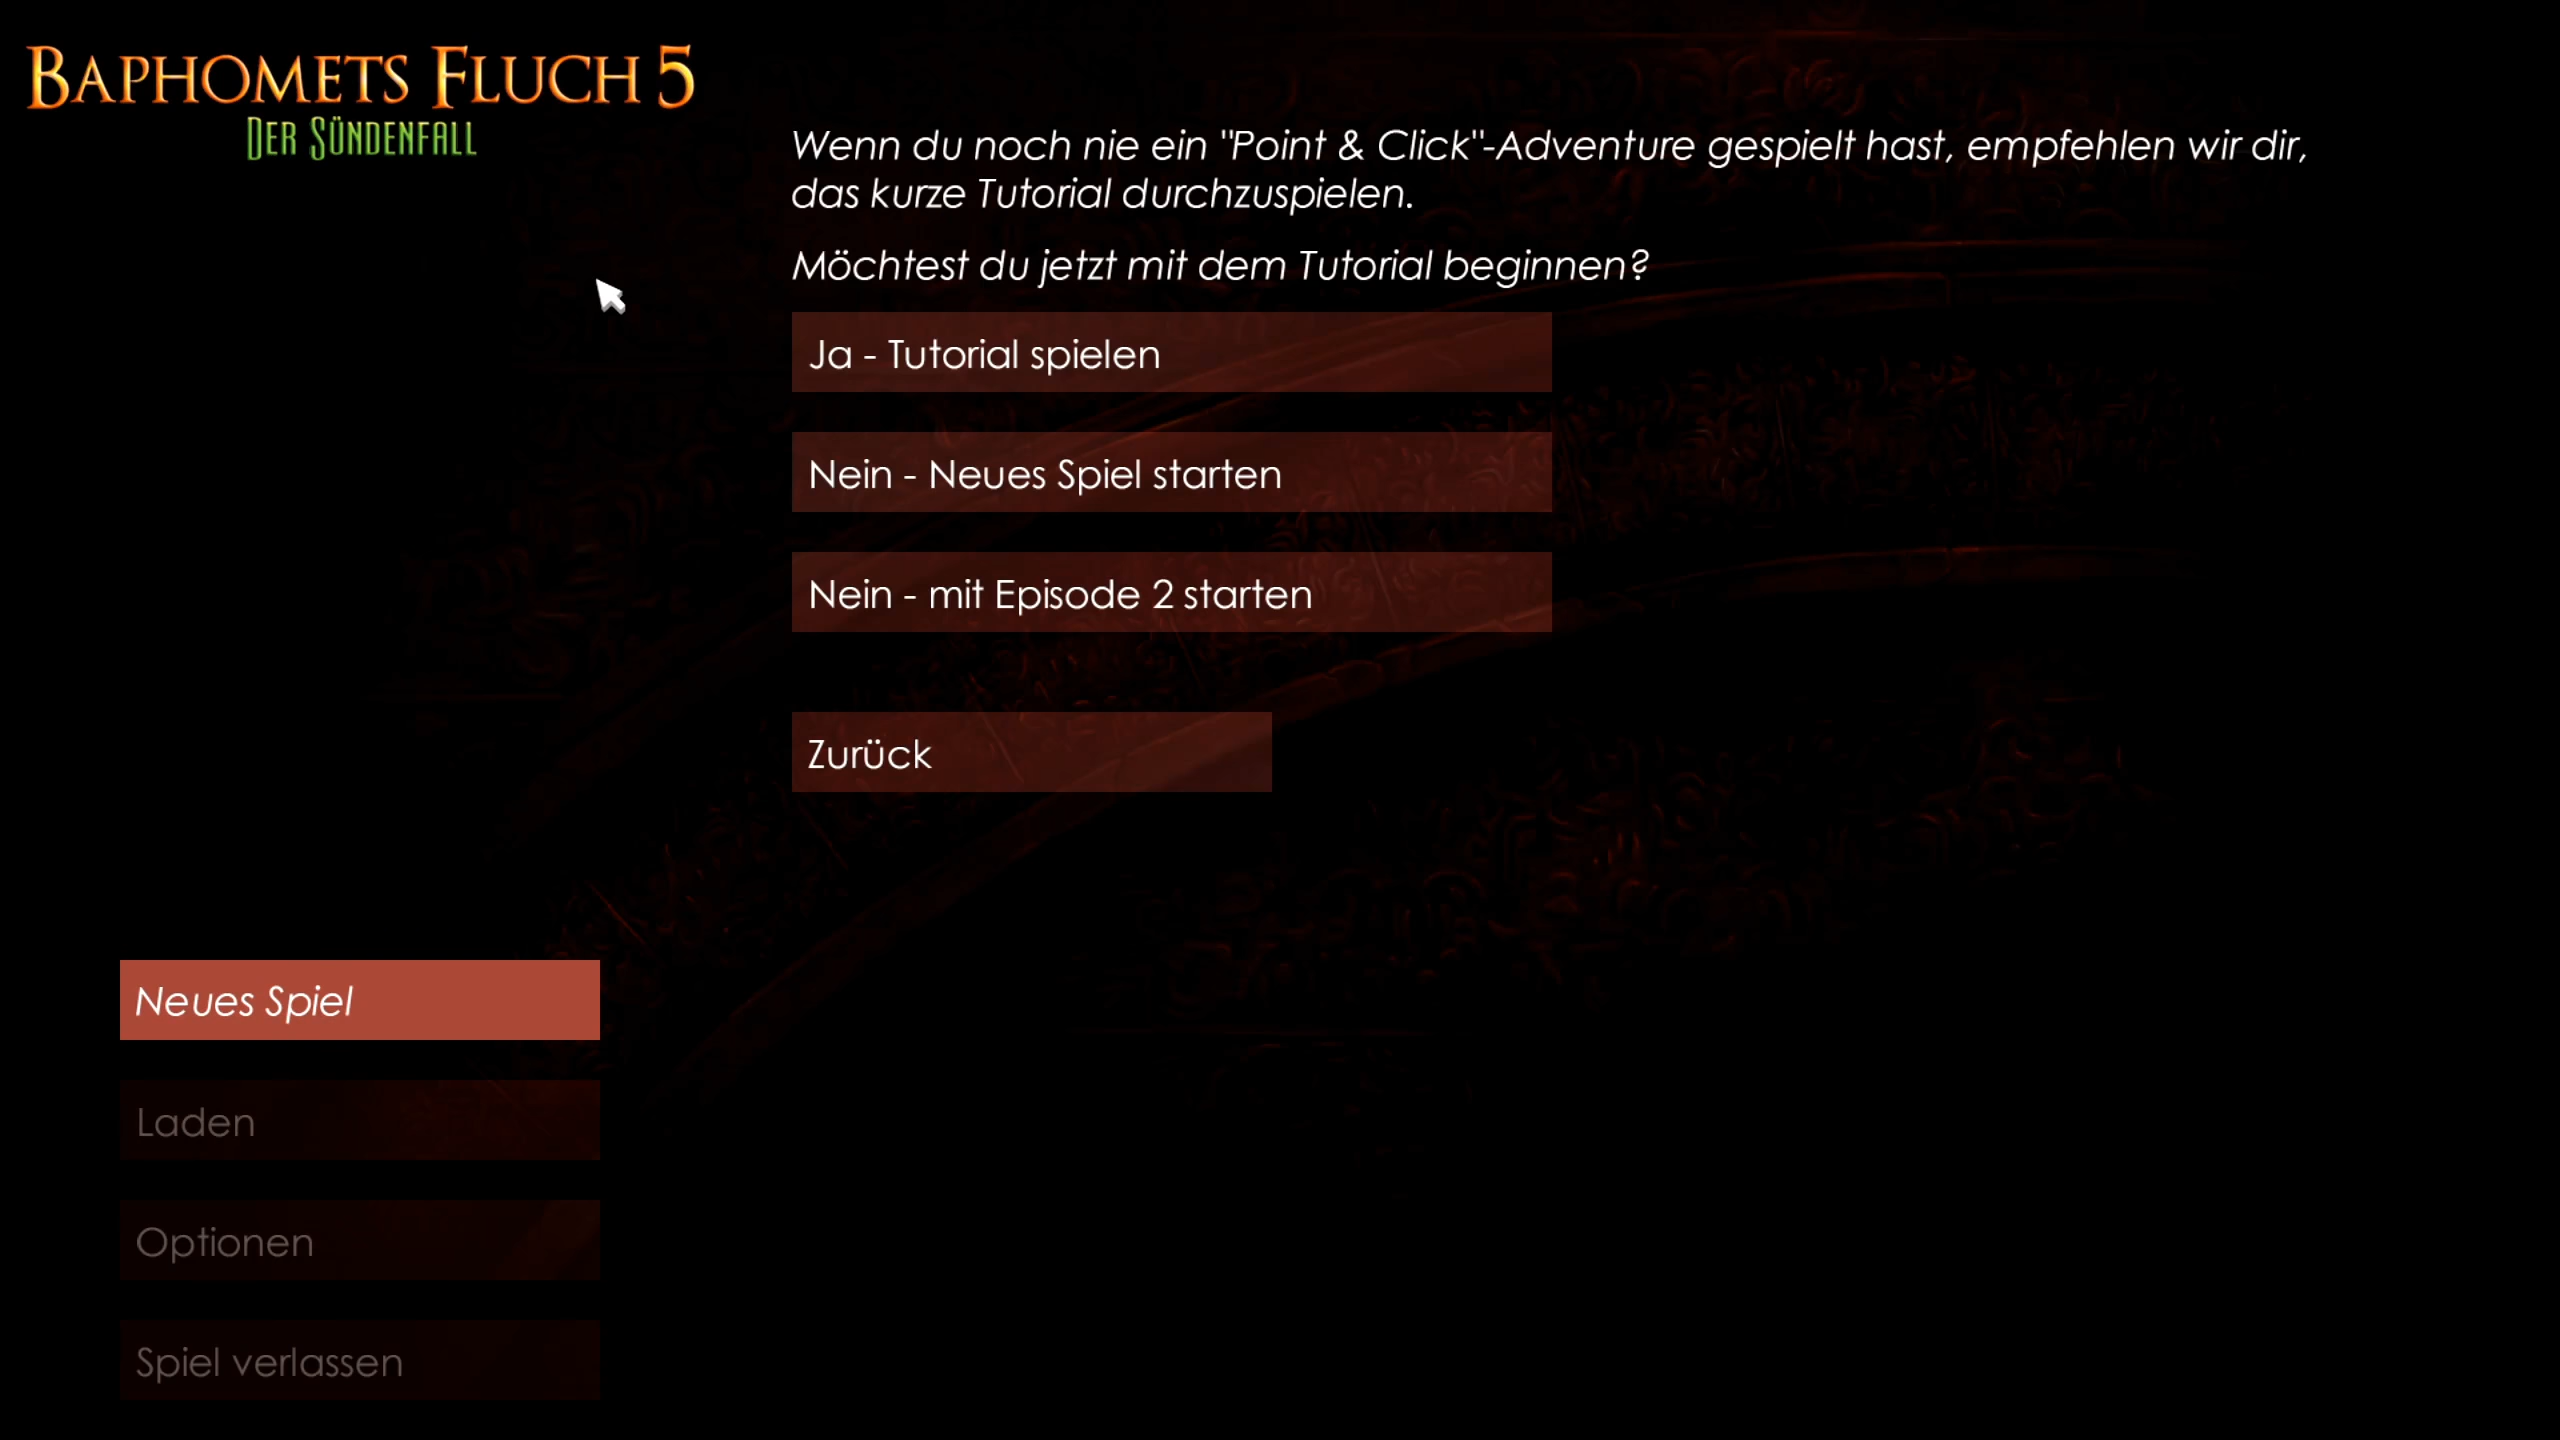 BAPHOMETS FLUCH 5
DER SÜNDENFALL
Wenn du noch nie ein "Point & Click"-Adventure gespielt hast, empfehlen wir dir,
das kurze Tutorial durchzuspielen.
Möchtest du jetzt mit dem Tutorial beginnen?
Ja - Tutorial spielen
Nein - Neues Spiel starten
Nein - mit Episode 2 starten
Zurück
Neues Spiel
Laden
Optionen
Spiel verlassen